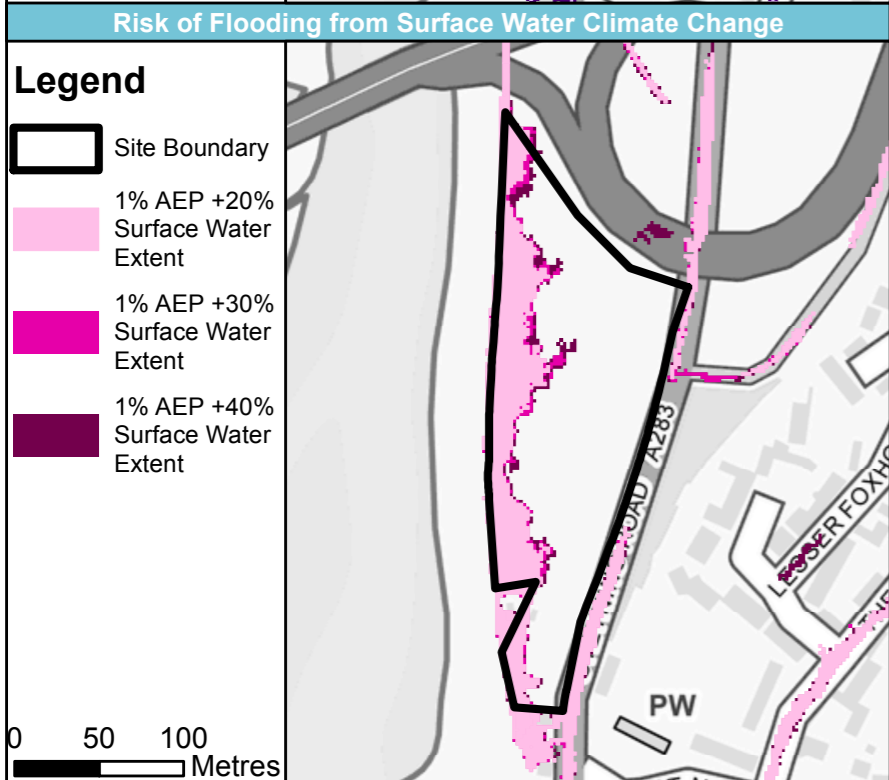 Risk of Flooding from Surface Water Climate Change
Legend
Site Boundary
1% AEP +20%
Surface Water
Extent
1% AEP +30%
Surface Water
Extent
1% AEP +40%
Surface Water
Extent
0 50 100
Metres
ROAD A283
LESSER FOXHO
THE
PW